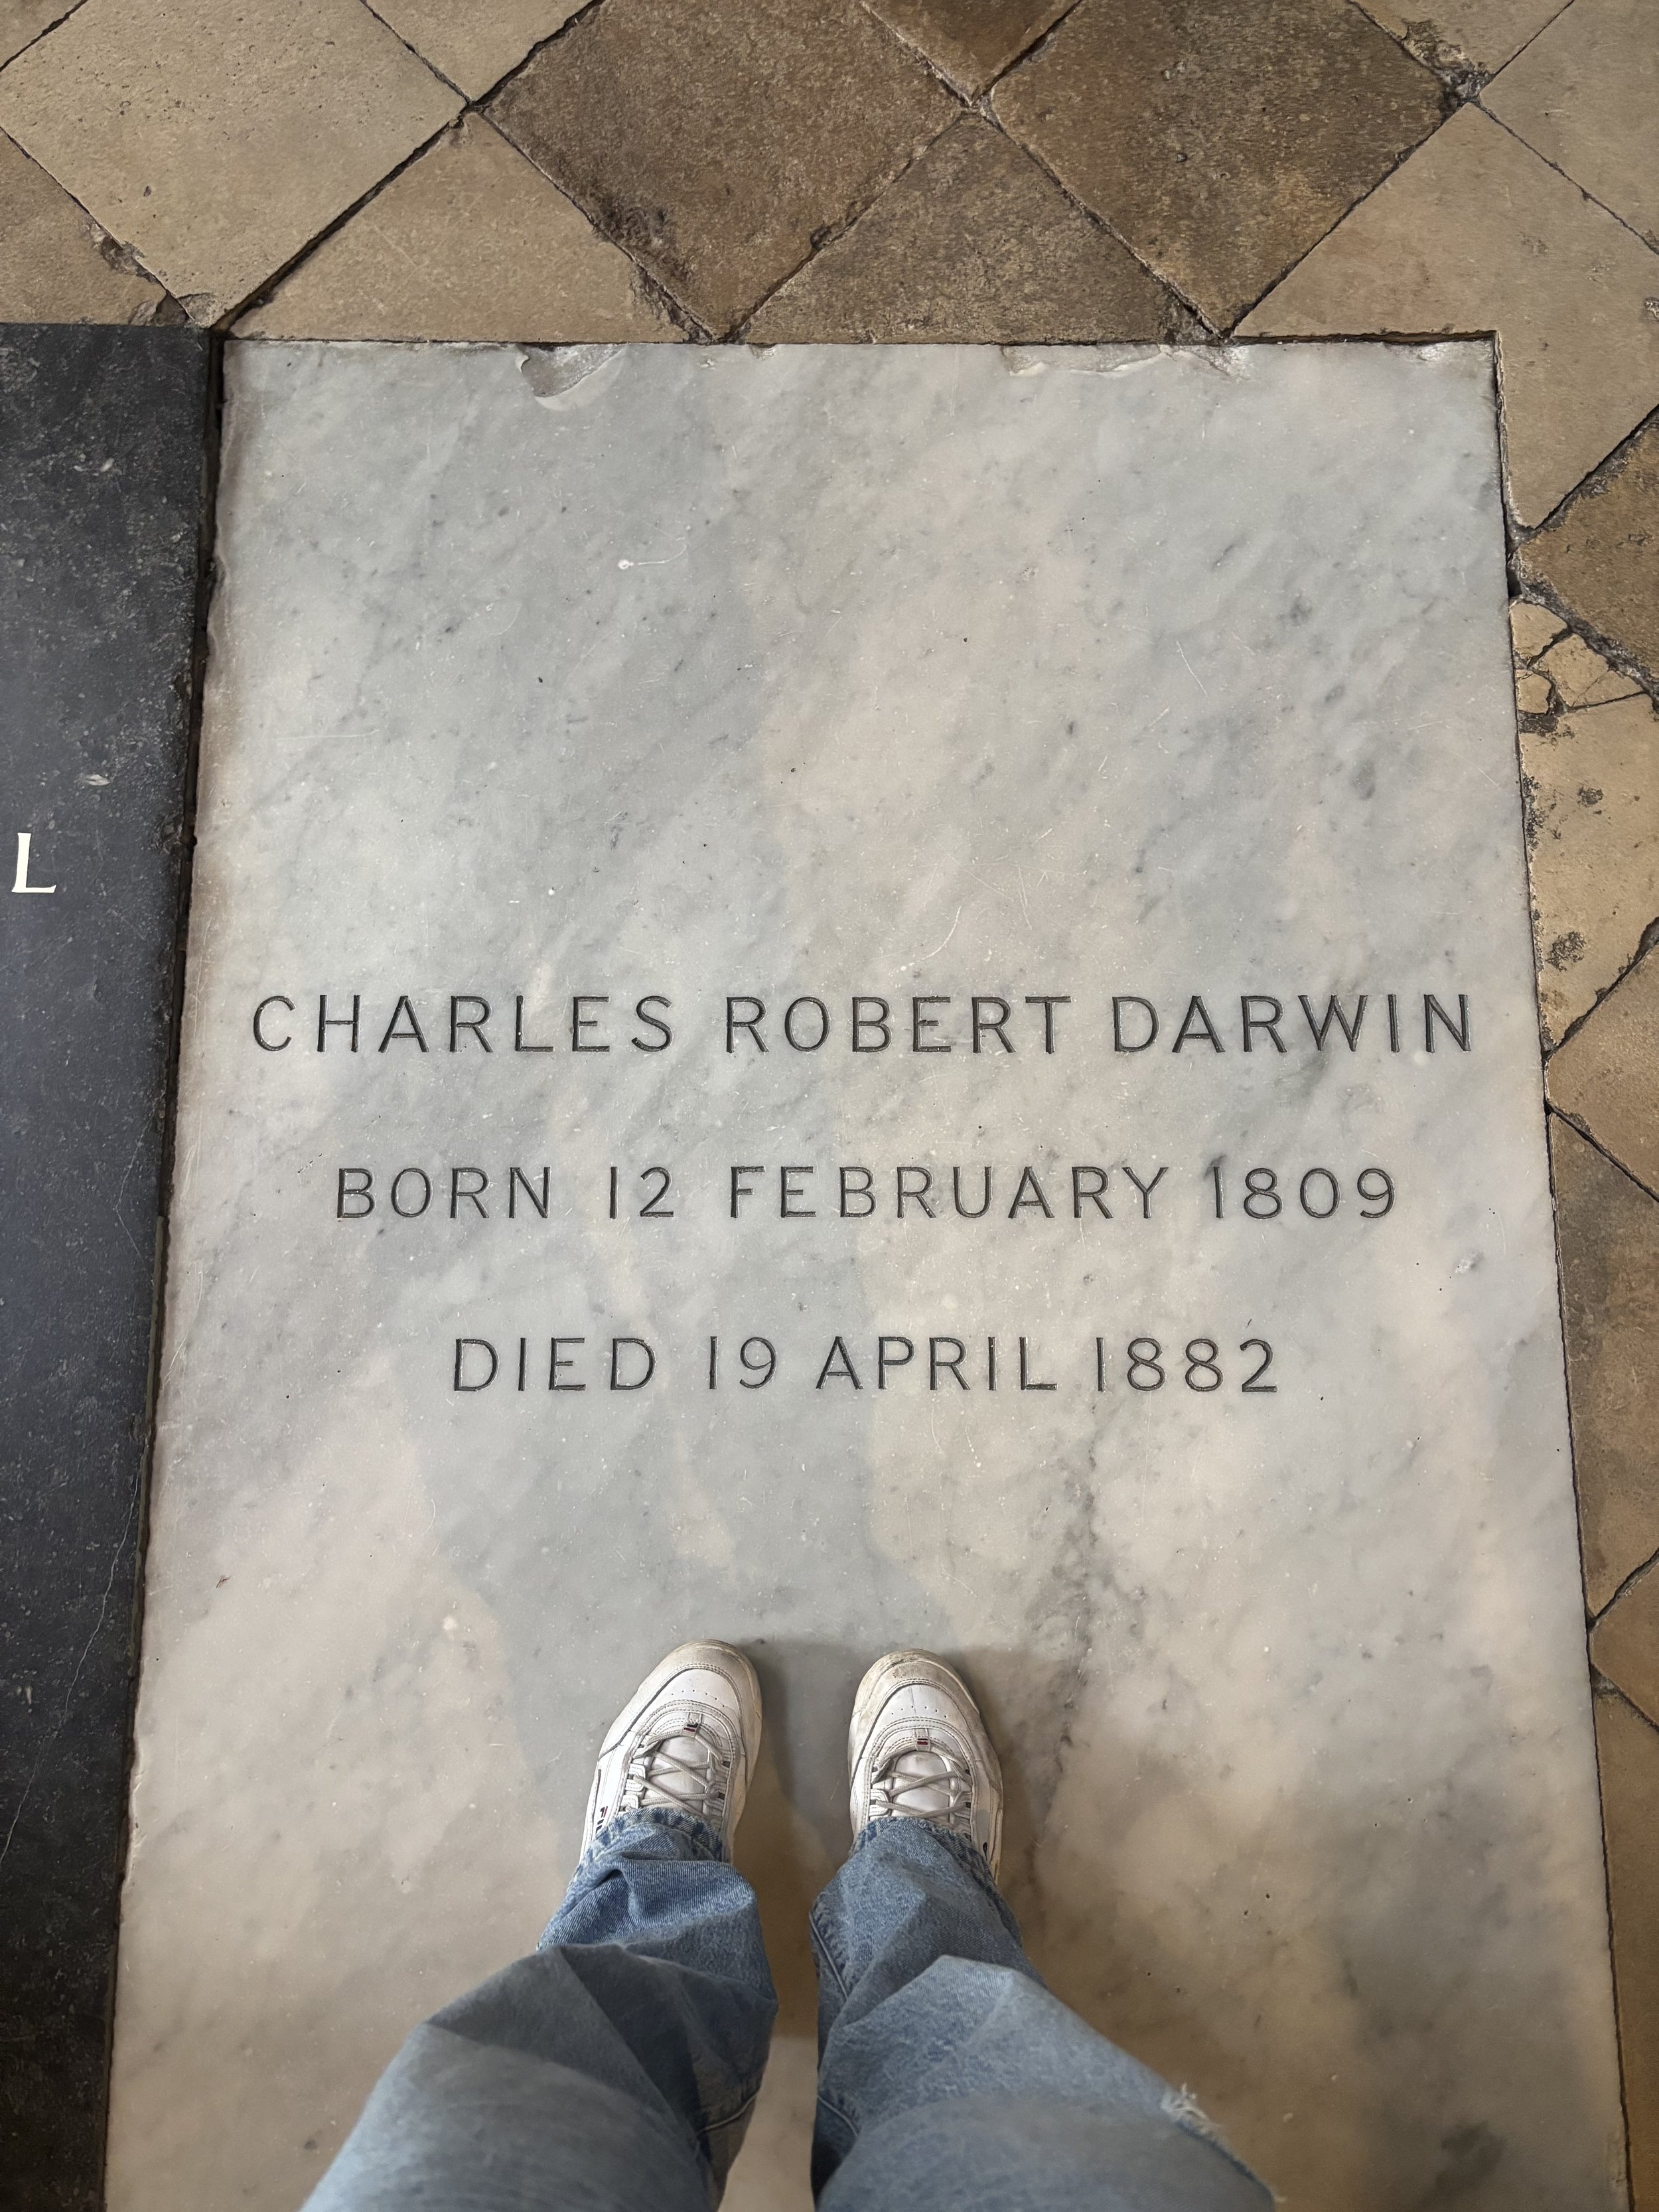 L
CHARLES ROBERT DARWIN
BORN 12 FEBRUARY 1809
DIED 19 APRIL 1882